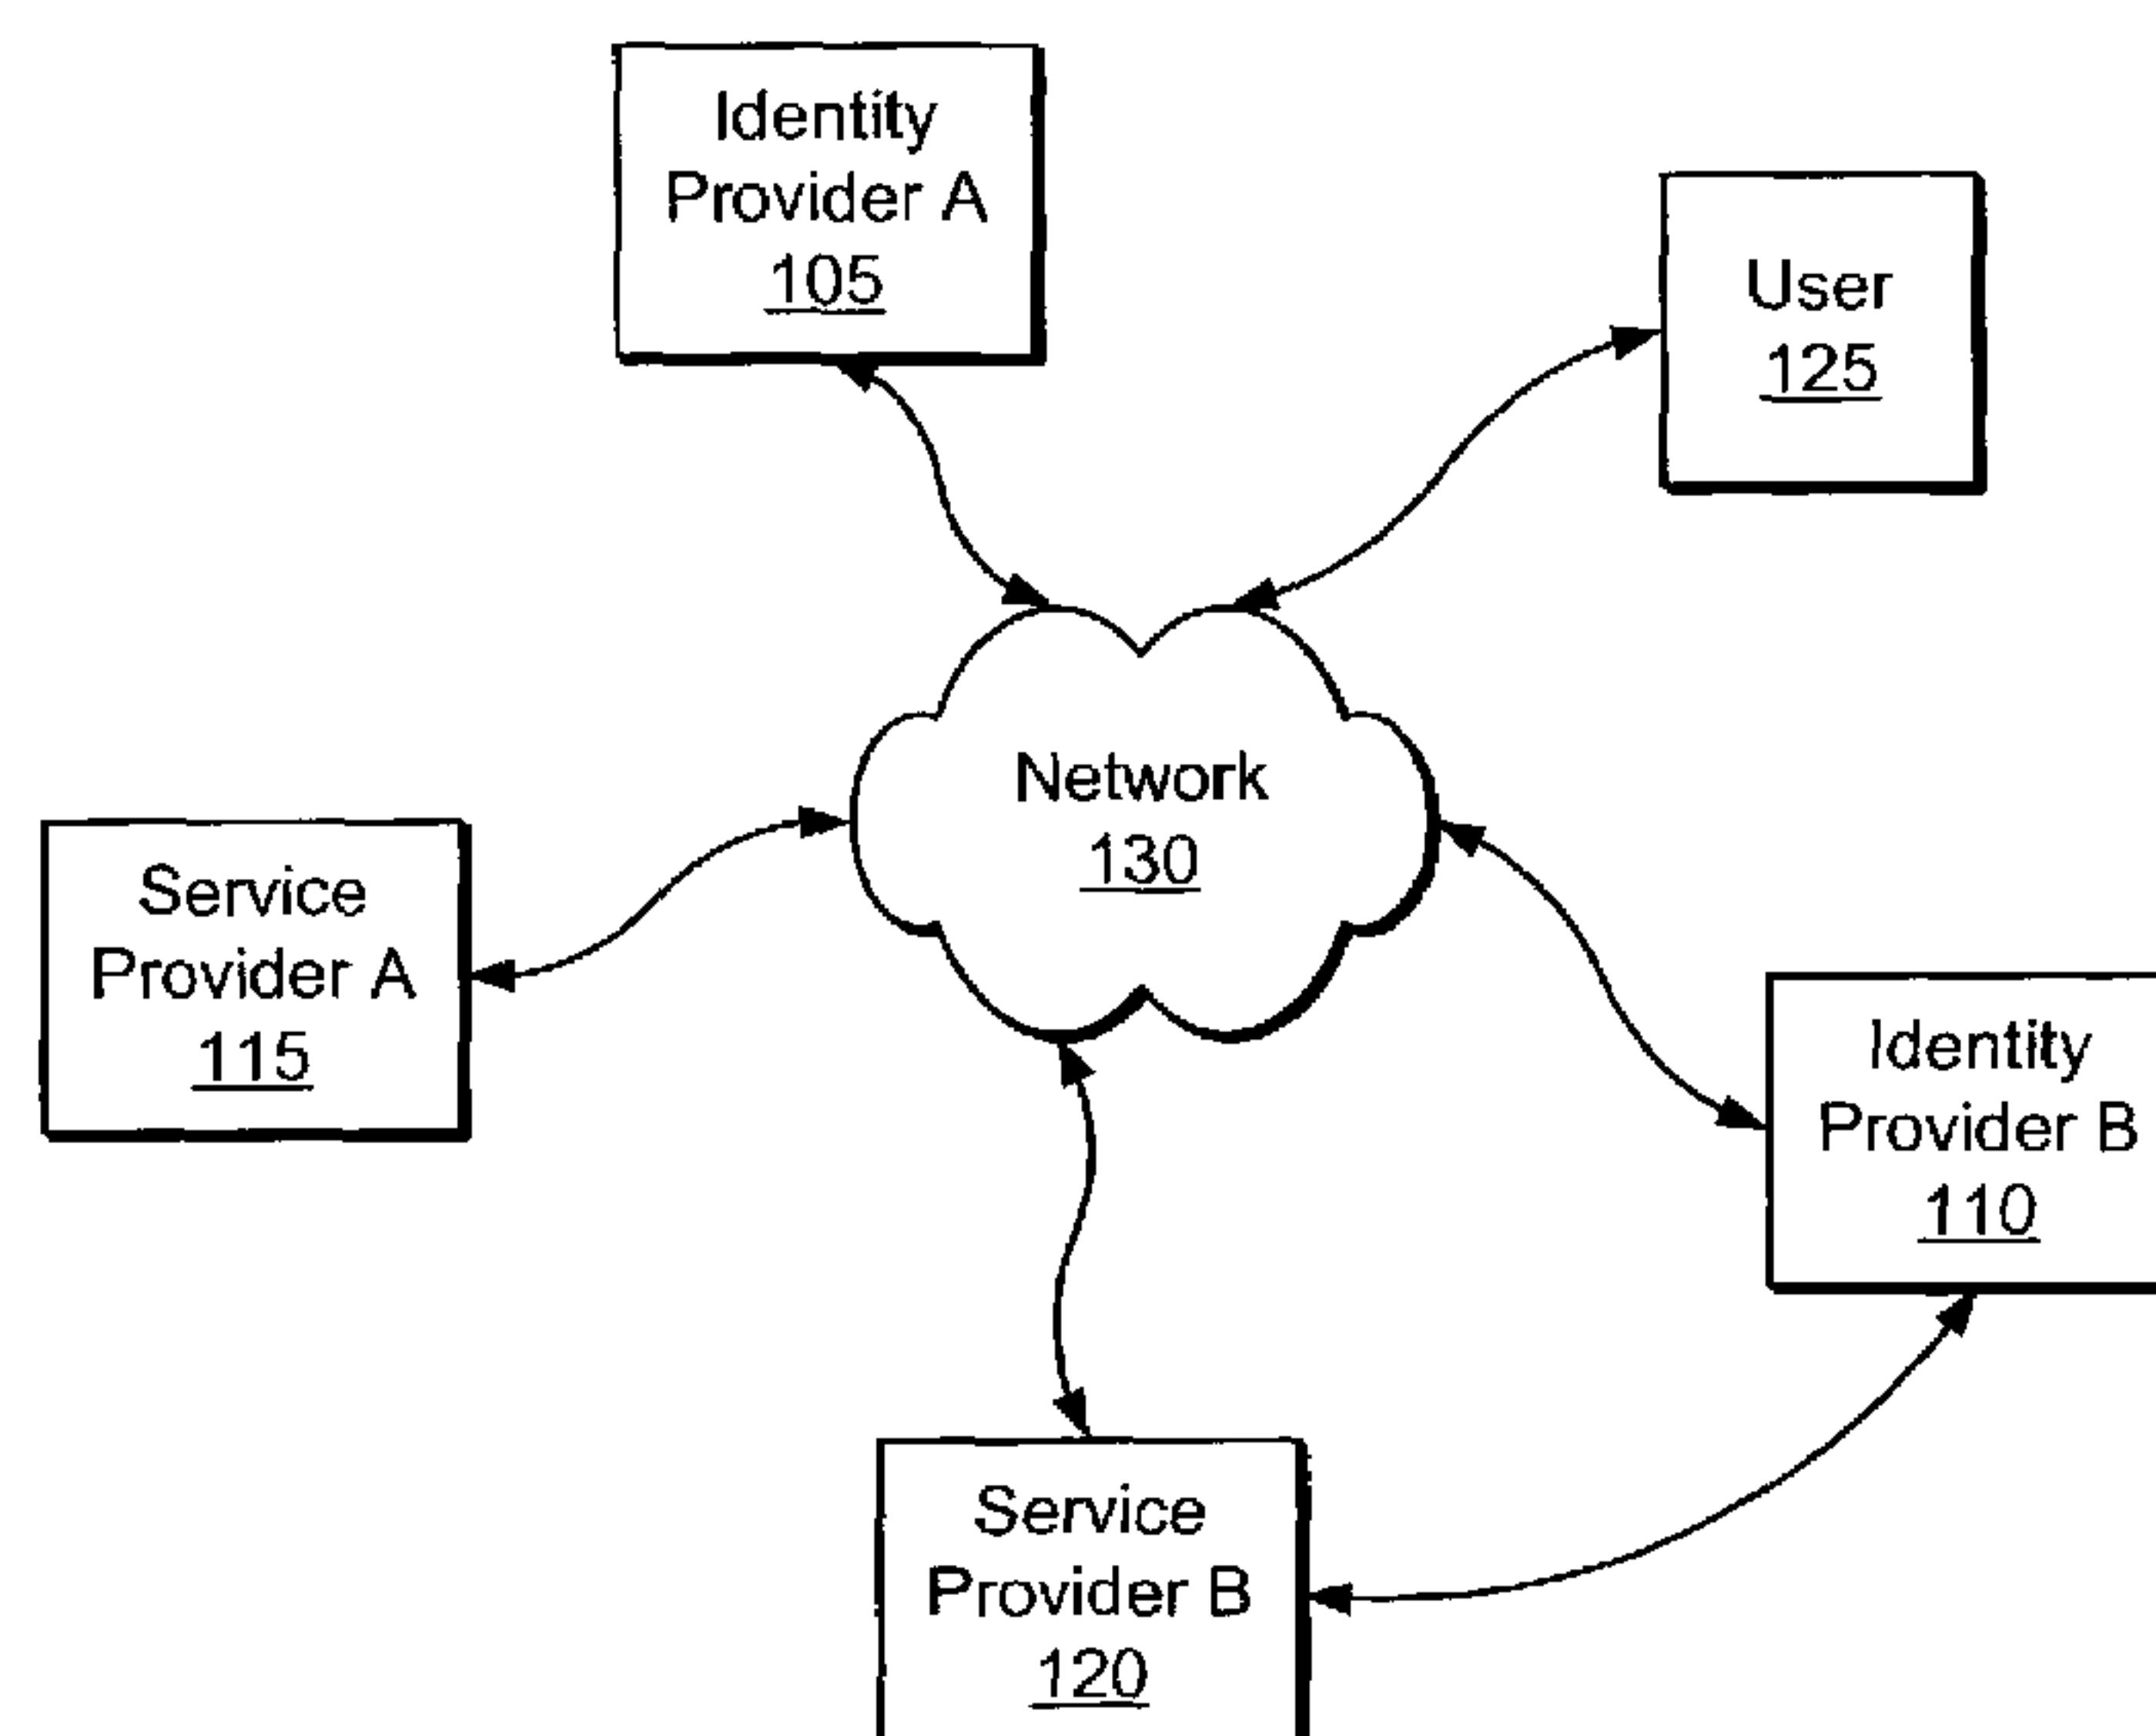 Identity
Provider A
105
User
125
Network
130
Service
Provider A
115
Identity
Provider B
110
Service
Provider B
120